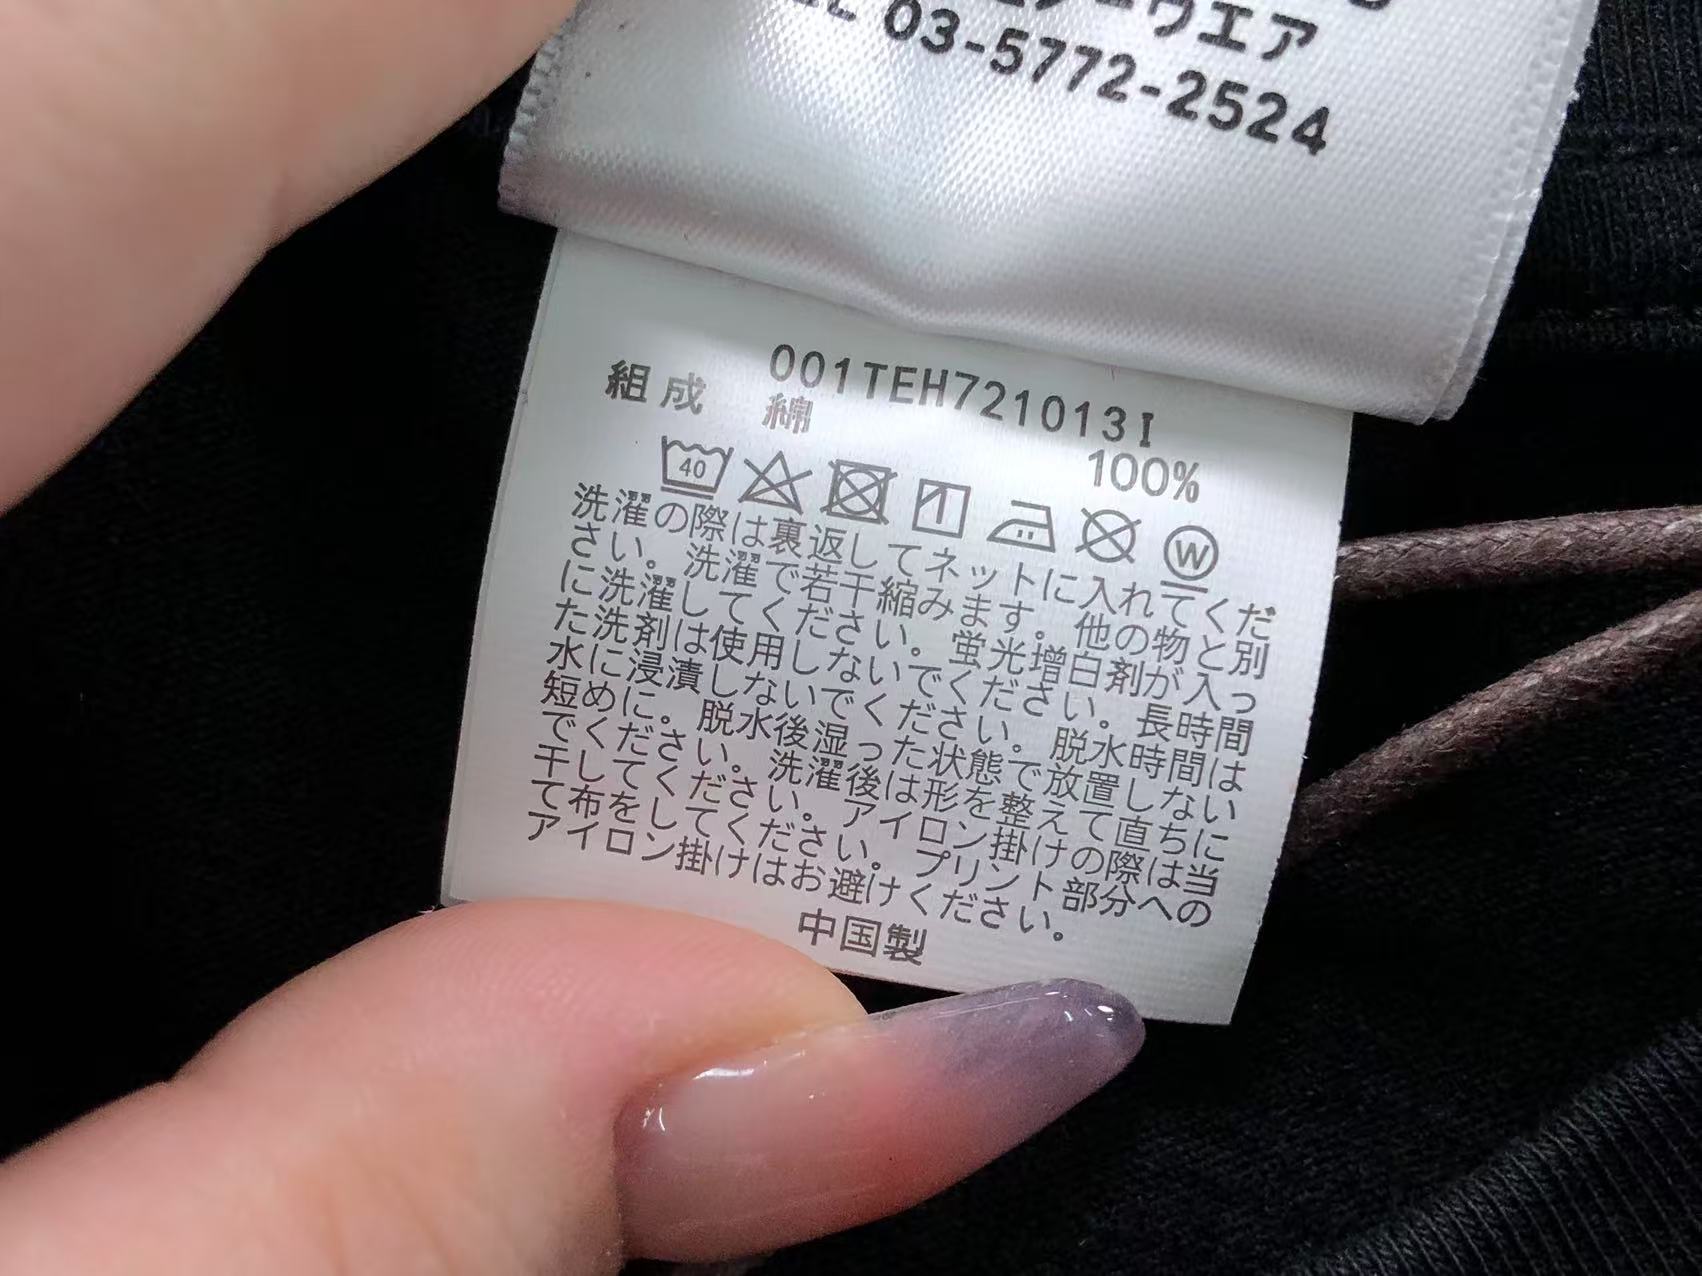 ウエア
03-5772-2524
001TEH721013I
組成 綿
100%
40
W
洗濯の際は裏返してネットに入れてくだ
さい。洗濯で若干縮みます。他の物と別
に洗濯してください。蛍光増白剤が入っ
た洗剤は使用しないでください。長時間
水に浸漬しないでください。脱水時間は
短めに。脱水後湿った状態で放置しない
でください。洗濯後は形を整えて直ちに
干してください。アイロン掛けの際は当
て布をしてください。プリント部分への
アイロン掛けはお避けください。
中国製